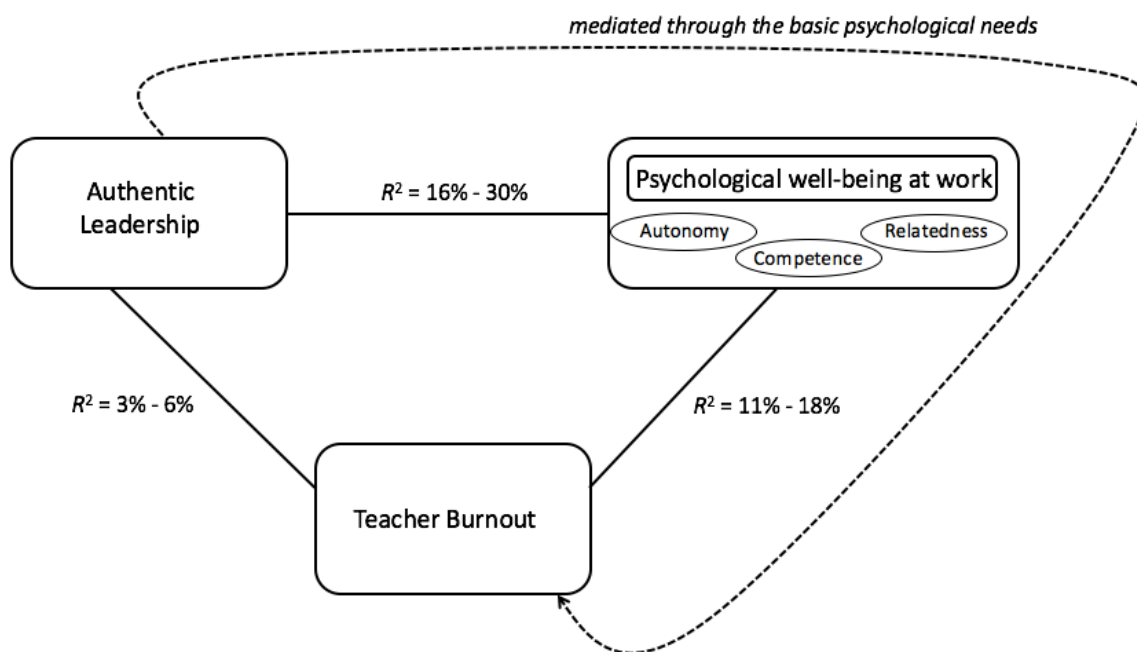 mediated through the basic psychological needs
Authentic
Leadership
R² = 16% - 30%
Psychological well-being at work
Autonomy
Relatedness
Competence
R² = 3% - 6%
R² = 11% - 18%
Teacher Burnout